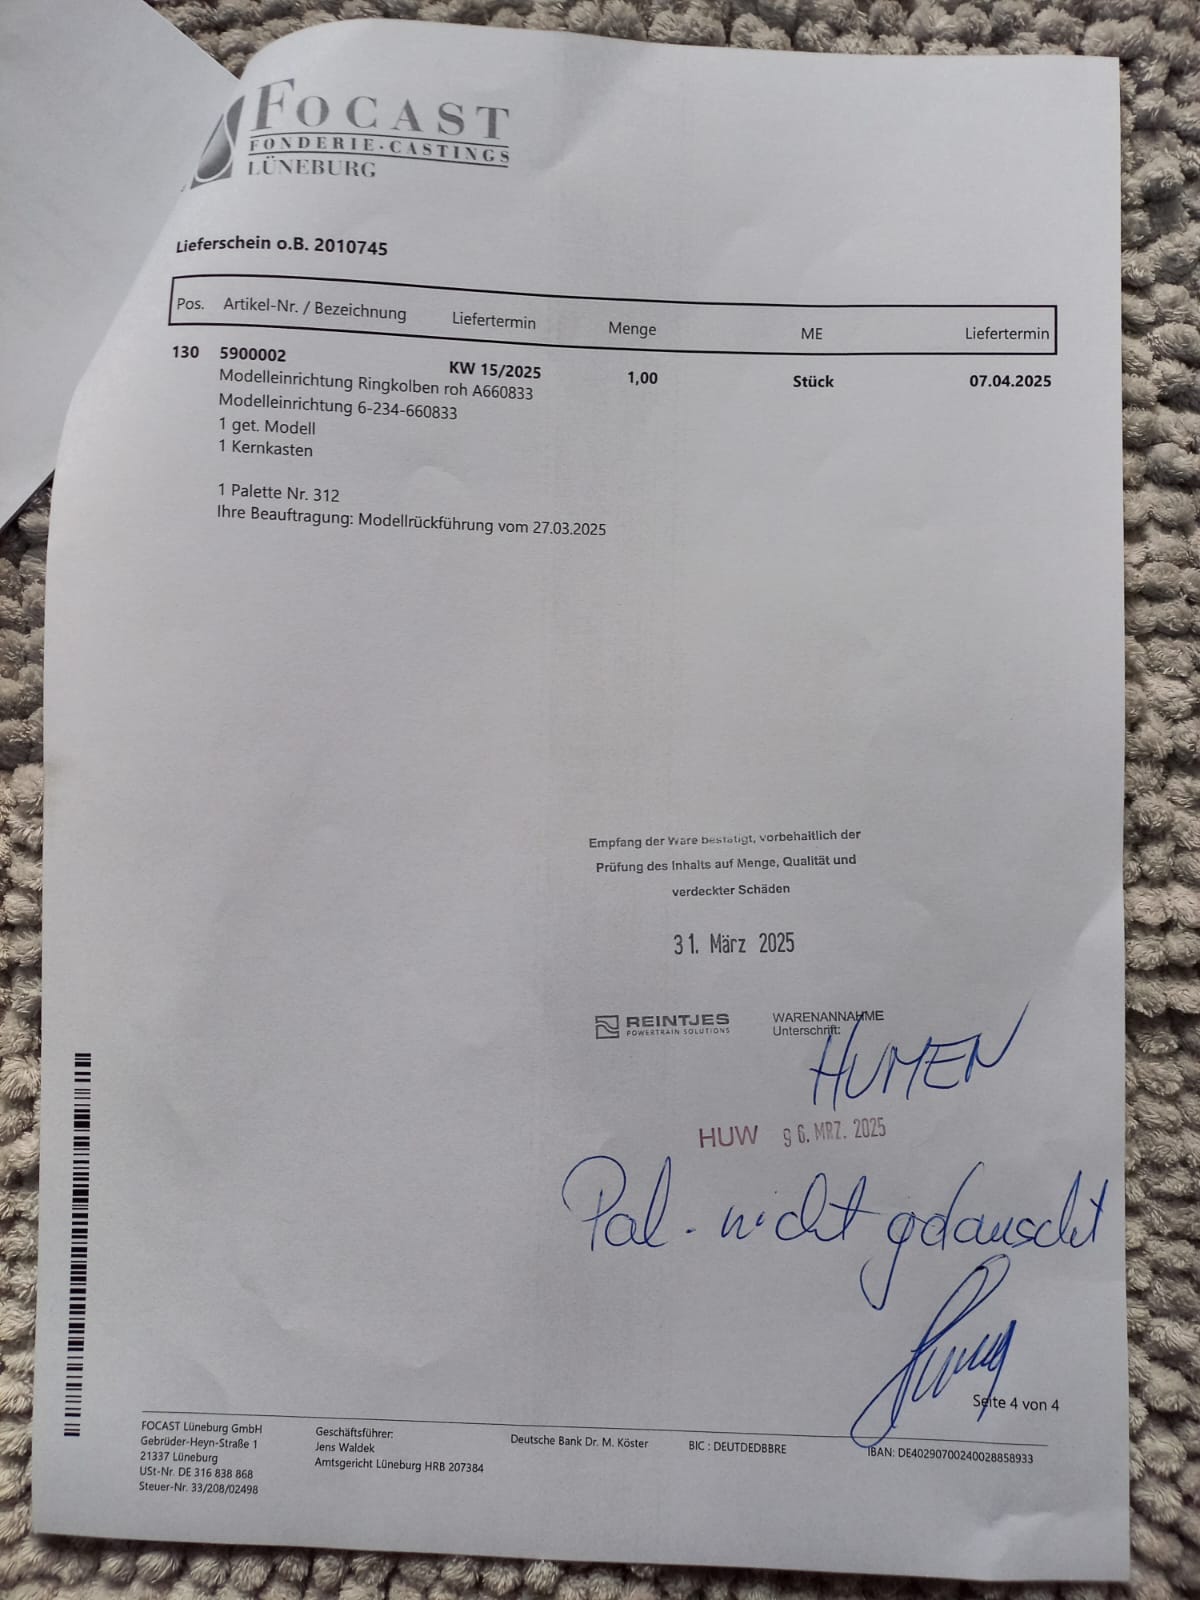 FOCAST
FONDERIE·CASTINGS
LÜNEBURG
Lieferschein o.B. 2010745
Pos. Artikel-Nr. / Bezeichnung Liefertermin Menge ME Liefertermin
130 5900002 KW 15/2025 1,00 Stück 07.04.2025
Modelleinrichtung Ringkolben roh A660833
Modelleinrichtung 6-234-660833
1 get. Modell
1 Kernkasten
1 Palette Nr. 312
Ihre Beauftragung: Modellrückführung vom 27.03.2025
Empfang der Ware bestätigt, vorbehaltlich der
Prüfung des Inhalts auf Menge, Qualität und
verdeckter Schäden
31. März 2025
REINTJES
POWERTRAIN SOLUTIONS
WARENANNAHME
Unterschrift:
HUMEN
HUW 6. MRZ. 2025
Pal - nicht gdauscht
Seite 4 von 4
FOCAST Lüneburg GmbH
Gebrüder-Heyn-Straße 1
21337 Lüneburg
USt-Nr. DE 316 838 868
Steuer-Nr. 33/208/02498
Geschäftsführer:
Jens Waldek
Amtsgericht Lüneburg HRB 207384
Deutsche Bank Dr. M. Köster
BIC : DEUTDEDBBRE
IBAN: DE40290700240028858933